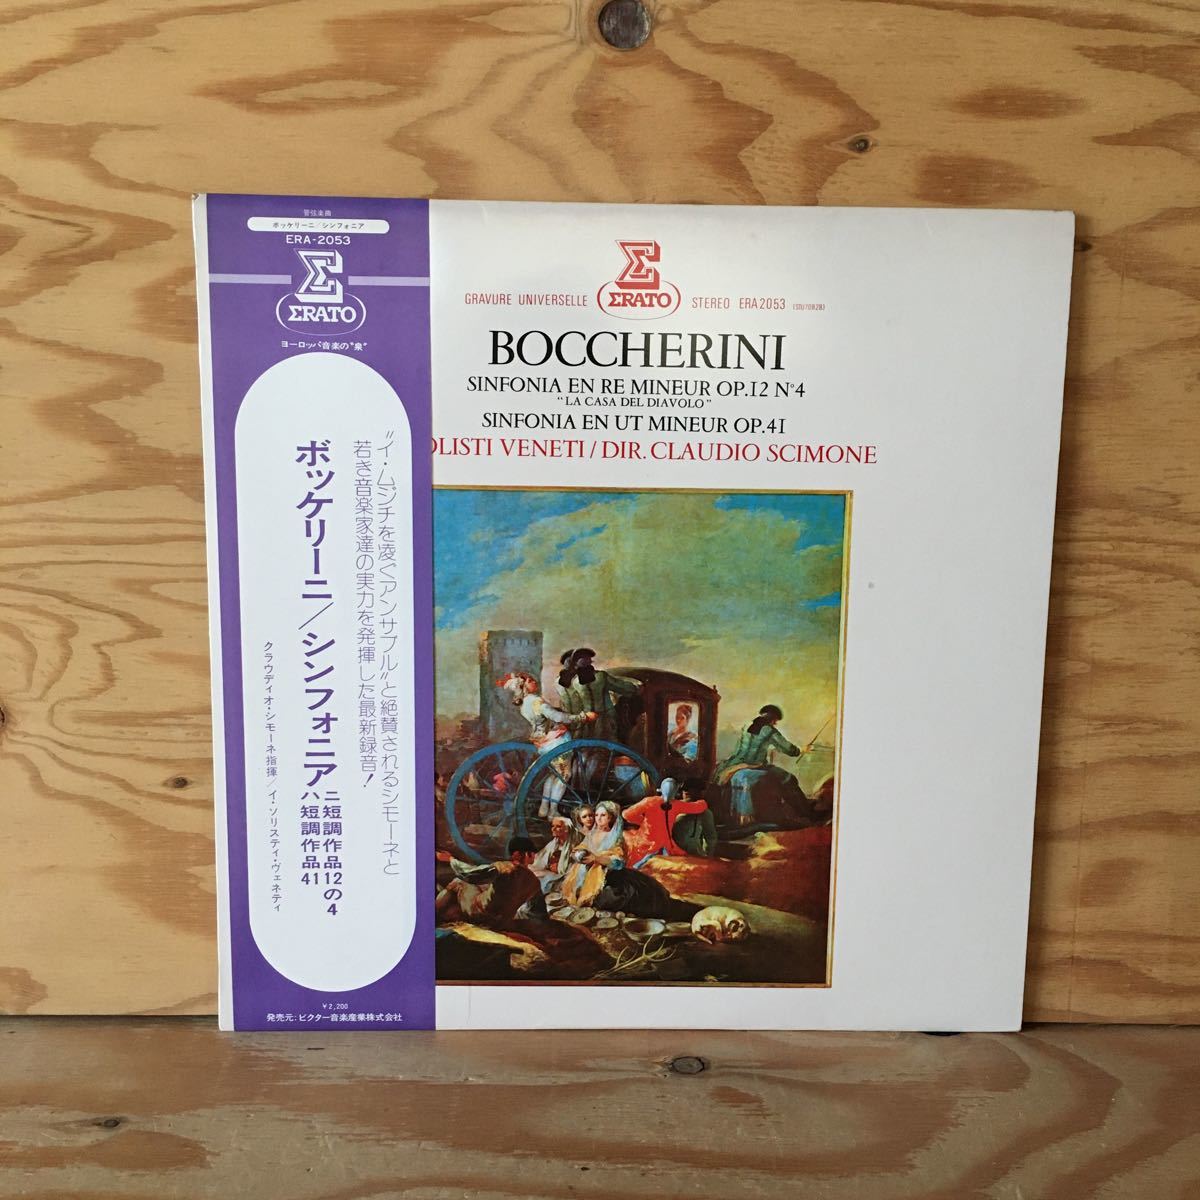 管弦楽曲
ボッケリーニ/シンフォニア
ERA-2053
ERATO
ヨーロッパ音楽の"泉"
"イ・ムジチを凌ぐアンサブル"と絶賛されるシモーネと
若き音楽家達の実力を発揮した最新録音!
ボッケリーニ/シンフォニア
ニ短調作品12の4
ハ短調作品41
クラウディオ・シモーネ指揮/イ・ソリスティ・ヴェネティ
¥2,200
発売元:ビクター音楽産業株式会社
GRAVURE UNIVERSELLE
ERATO
STEREO ERA2053 (STU70828)
BOCCHERINI
SINFONIA EN RE MINEUR OP.12 N°4
"LA CASA DEL DIAVOLO"
SINFONIA EN UT MINEUR OP.41
OLISTI VENETI / DIR. CLAUDIO SCIMONE